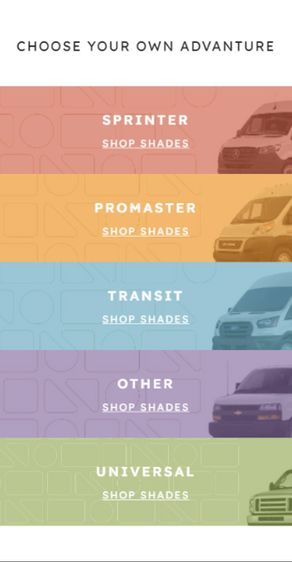 CHOOSE YOUR OWN ADVANTURE
SPRINTER
SHOP SHADES
PROMASTER
SHOP SHADES
TRANSIT
SHOP SHADES
OTHER
SHOP SHADES
UNIVERSAL
SHOP SHADES